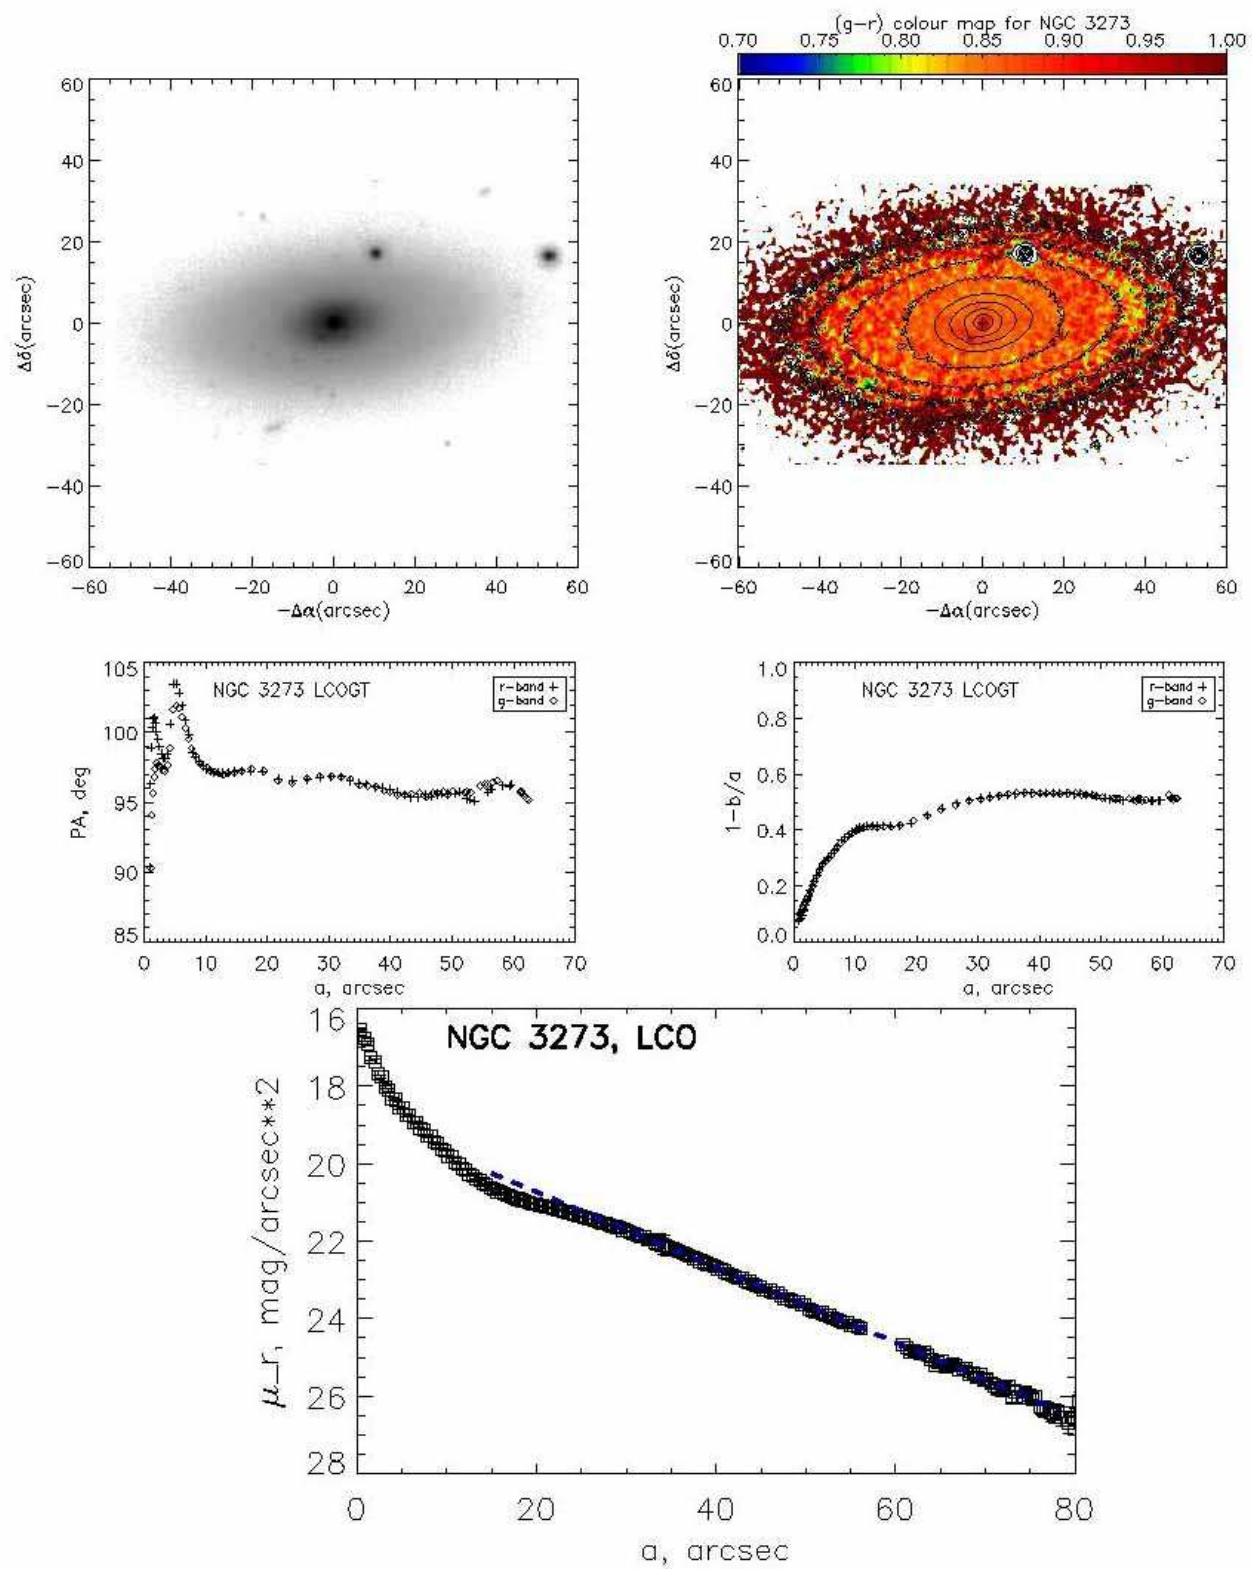 (g−r) colour map for NGC 3273
0.70 0.75 0.80 0.85 0.90 0.95 1.00
60
40
20
0
−20
−40
−60
Δδ(arcsec)
−60 −40 −20 0 20 40 60
−Δα(arcsec)
60
40
20
0
−20
−40
−60
Δδ(arcsec)
−60 −40 −20 0 20 40 60
−Δα(arcsec)
105
100
95
90
85
PA, deg
NGC 3273 LCOGT
r−band +
g−band ◇
0 10 20 30 40 50 60 70
a, arcsec
1.0
0.8
0.6
0.4
0.2
0.0
1−b/a
NGC 3273 LCOGT
r−band +
g−band ◇
0 10 20 30 40 50 60 70
a, arcsec
16
18
20
22
24
26
28
μ_r, mag/arcsec**2
NGC 3273, LCO
0 20 40 60 80
a, arcsec